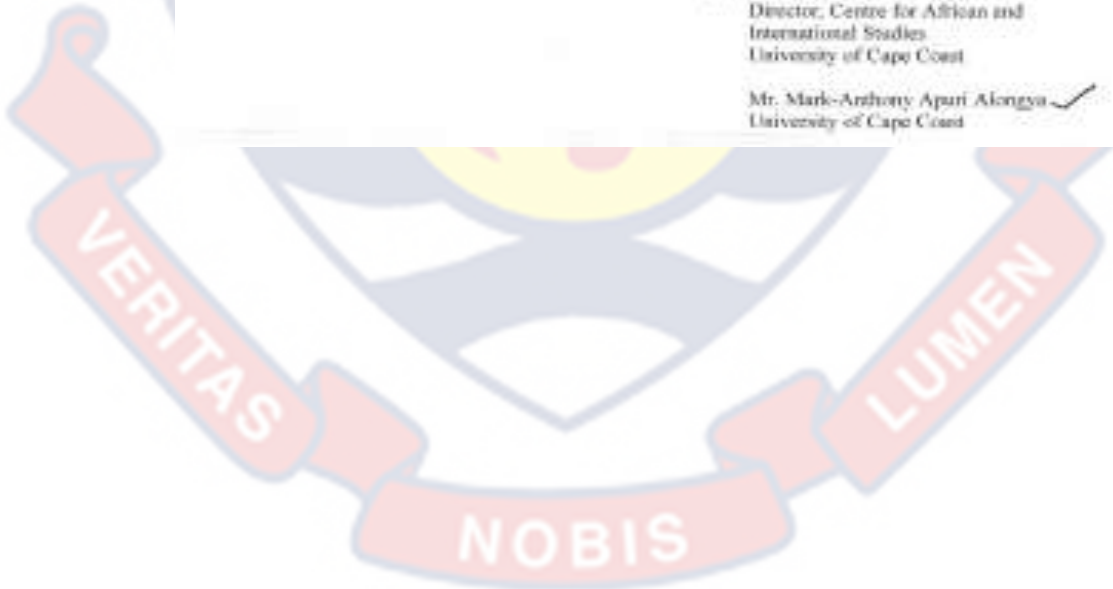 Director, Centre for African and
International Studies
University of Cape Coast
Mr. Mark-Anthony Apuri Alongya
University of Cape Coast
VERITAS
NOBIS
LUMEN